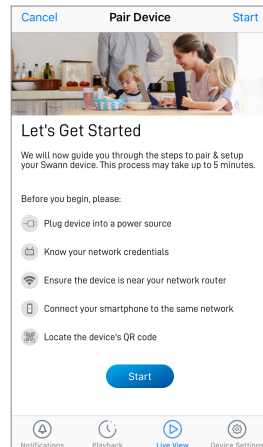 Cancel Pair Device Start
Let's Get Started
We will now guide you through the steps to pair & setup
your Swann device. This process may take up to 5 minutes.
Before you begin, please:
Plug device into a power source
Know your network credentials
Ensure the device is near your network router
Connect your smartphone to the same network
Locate the device's QR code
Start
Notifications Playback Live View Device Settings